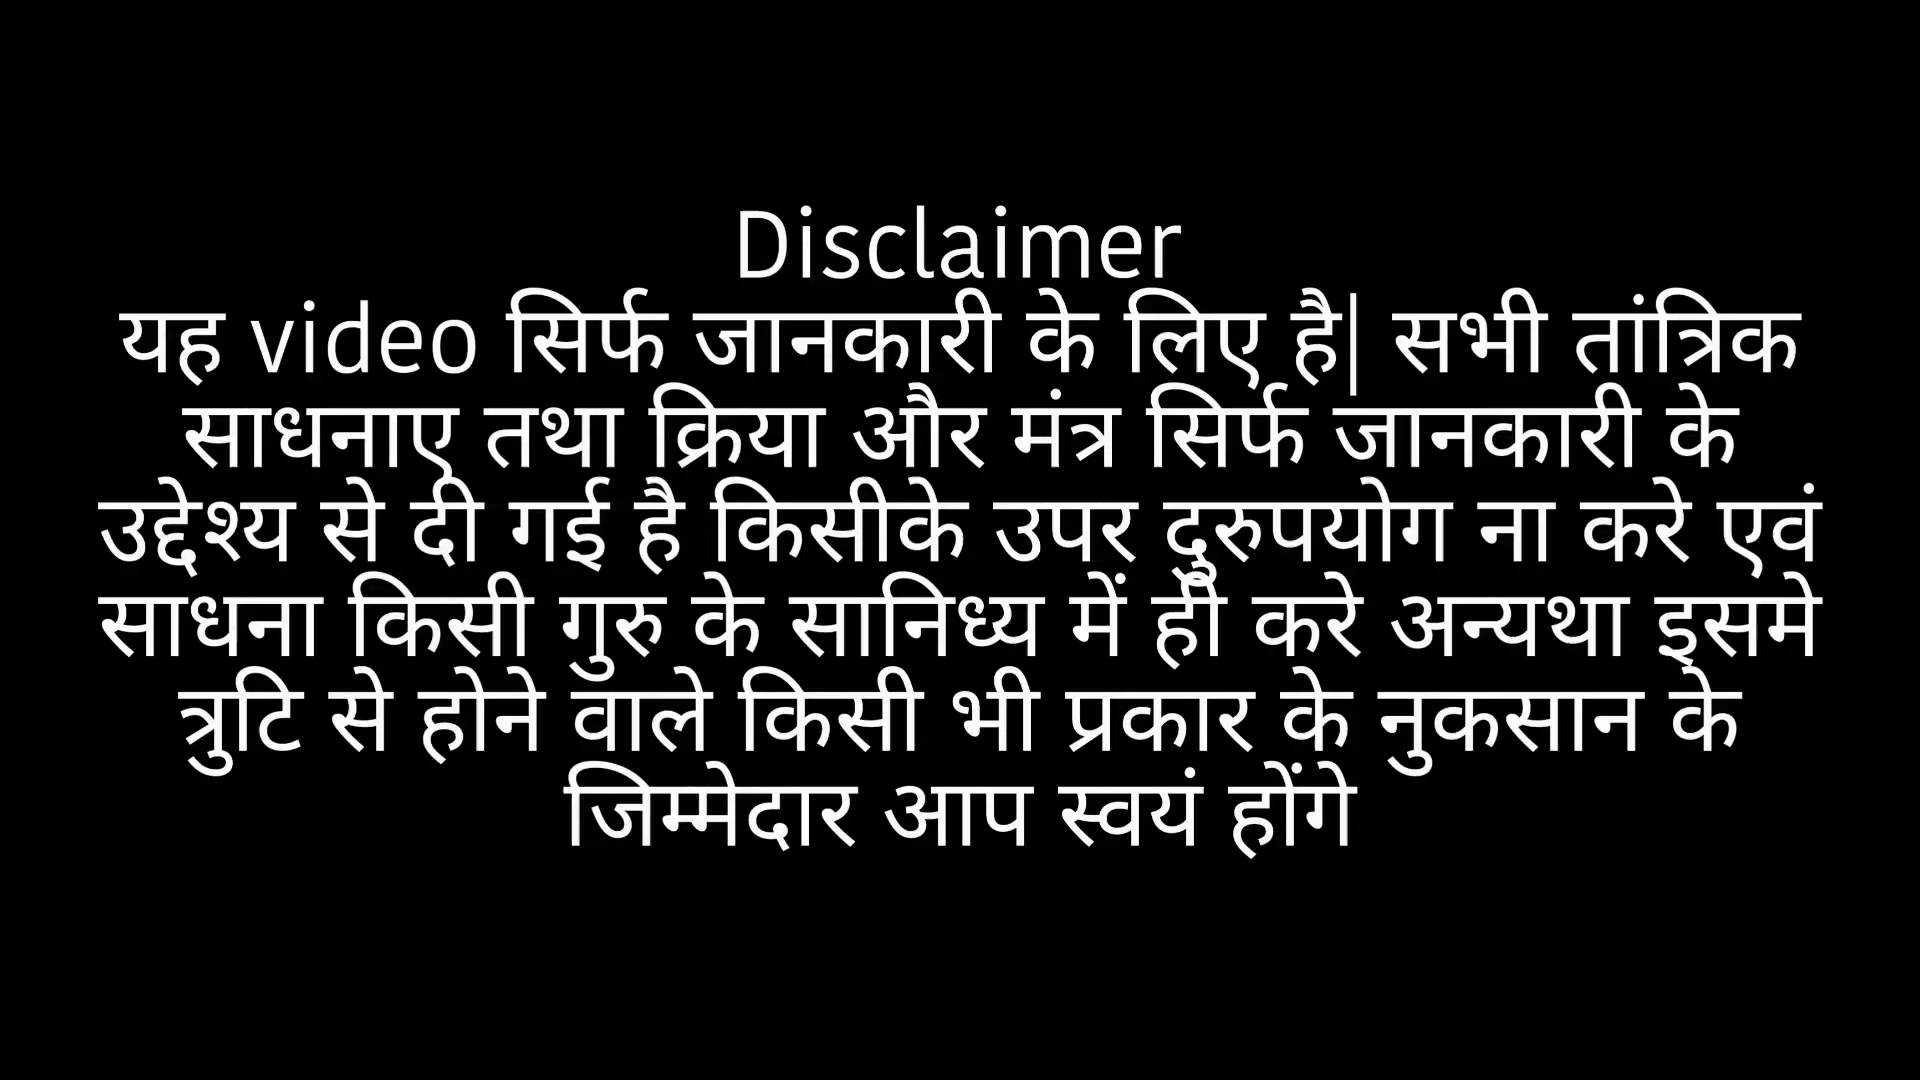 Disclaimer
यह video सिर्फ जानकारी के लिए है| सभी तांत्रिक
साधनाए तथा क्रिया और मंत्र सिर्फ जानकारी के
उद्देश्य से दी गई है किसीके उपर दुरुपयोग ना करे एवं
साधना किसी गुरु के सानिध्य में ही करे अन्यथा इसमे
त्रुटि से होने वाले किसी भी प्रकार के नुकसान के
जिम्मेदार आप स्वयं होंगे